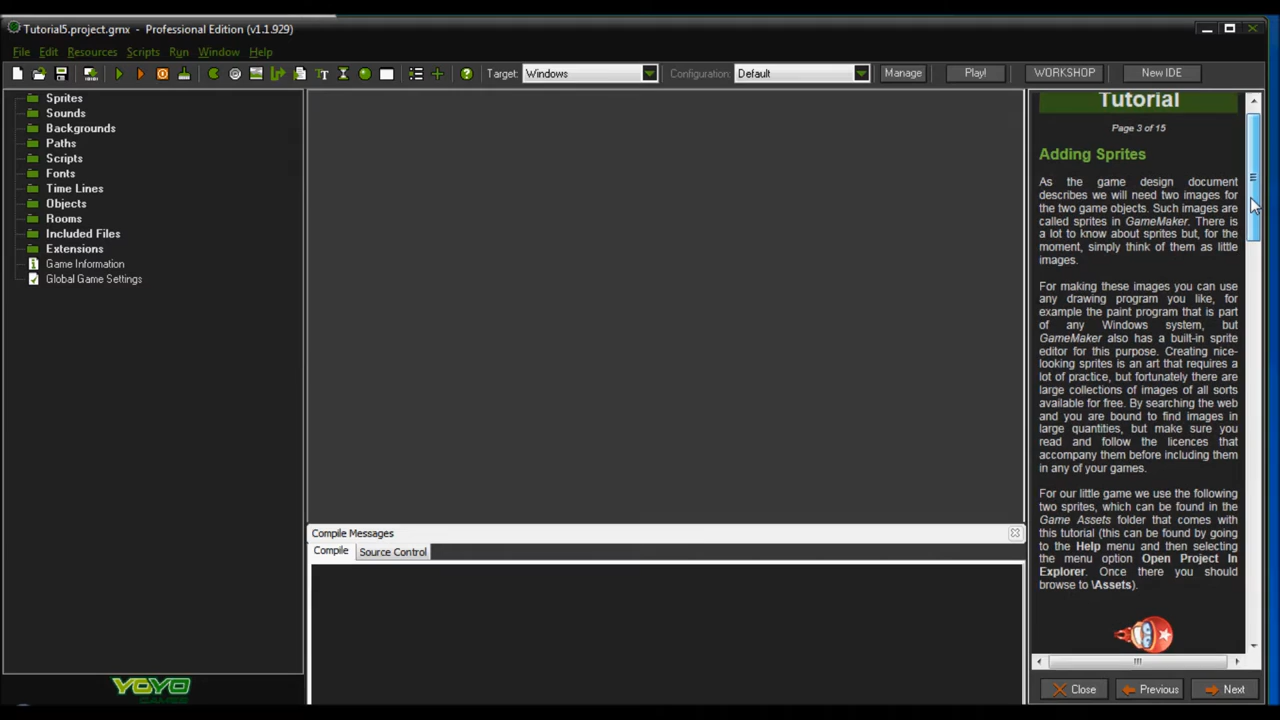 Tutorial5.project.gmx - Professional Edition (v1.1.929)
File Edit Resources Scripts Run Window Help
Target: Windows Configuration: Default Manage Play! WORKSHOP New IDE
Sprites
Sounds
Backgrounds
Paths
Scripts
Fonts
Time Lines
Objects
Rooms
Included Files
Extensions
Game Information
Global Game Settings
YOYO
GAMES
Compile Messages
Compile Source Control
Tutorial
Page 3 of 15
Adding Sprites
As the game design document
describes we will need two images for
the two game objects. Such images are
called sprites in GameMaker. There is
a lot to know about sprites but, for the
moment, simply think of them as little
images.
For making these images you can use
any drawing program you like, for
example the paint program that is part
of any Windows system, but
GameMaker also has a built-in sprite
editor for this purpose. Creating nice-
looking sprites is an art that requires a
lot of practice, but fortunately there are
large collections of images of all sorts
available for free. By searching the web
and you are bound to find images in
large quantities, but make sure you
read and follow the licences that
accompany them before including them
in any of your games.
For our little game we use the following
two sprites, which can be found in the
Game Assets folder that comes with
this tutorial (this can be found by going
to the Help menu and then selecting
the menu option Open Project In
Explorer. Once there you should
browse to \Assets).
Close Previous Next